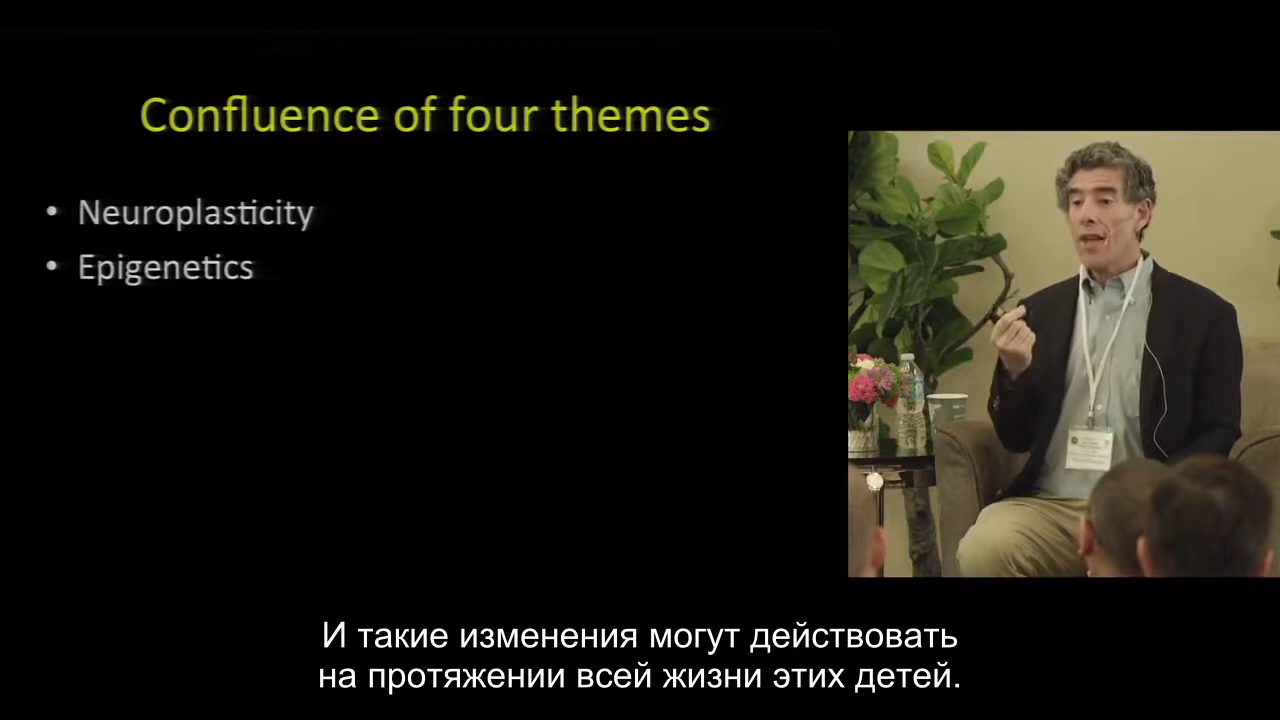 Confluence of four themes
• Neuroplasticity
• Epigenetics
И такие изменения могут действовать
на протяжении всей жизни этих детей.